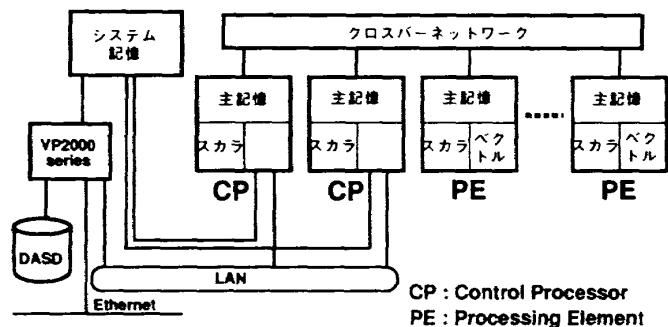 システム
記憶
クロスバーネットワーク
主記憶
スカラ
CP
主記憶
スカラ
CP
主記憶
スカラ
ベク
トル
PE
主記憶
スカラ
ベク
トル
PE
VP2000
series
DASD
LAN
Ethernet
CP : Control Processor
PE : Processing Element